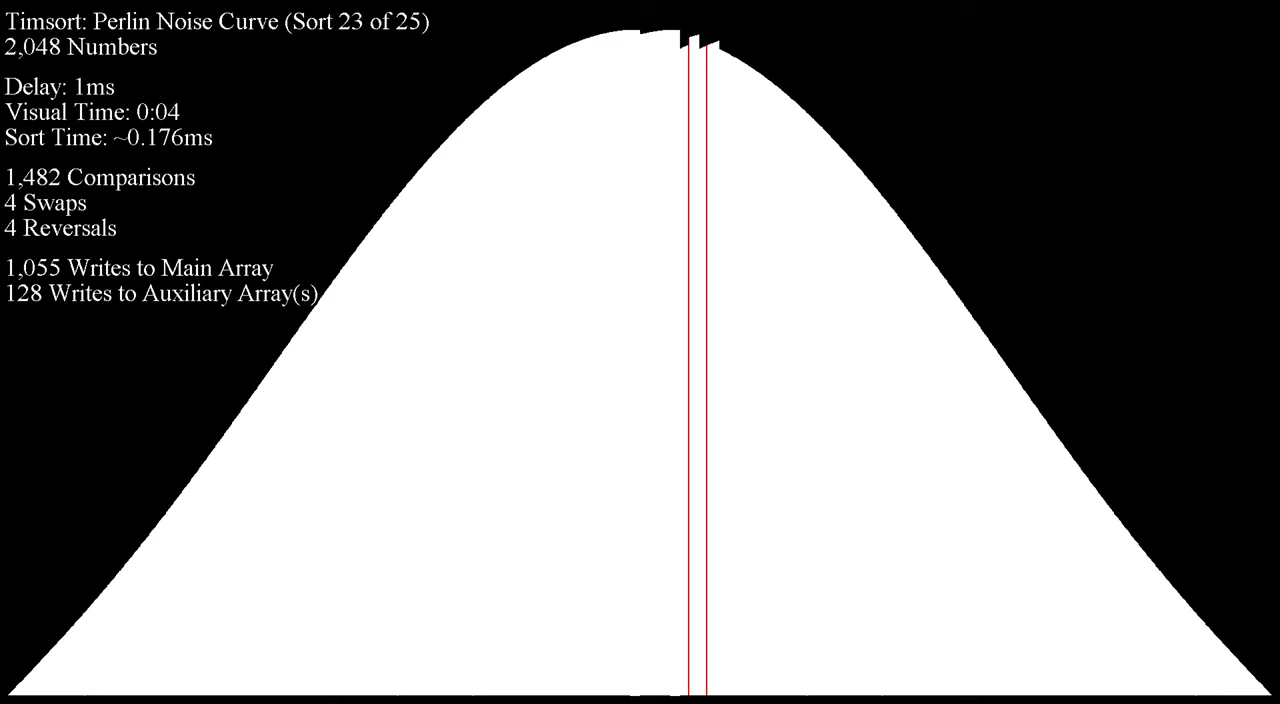 Timsort: Perlin Noise Curve (Sort 23 of 25)
2,048 Numbers
Delay: 1ms
Visual Time: 0:04
Sort Time: ~0.176ms
1,482 Comparisons
4 Swaps
4 Reversals
1,055 Writes to Main Array
128 Writes to Auxiliary Array(s)